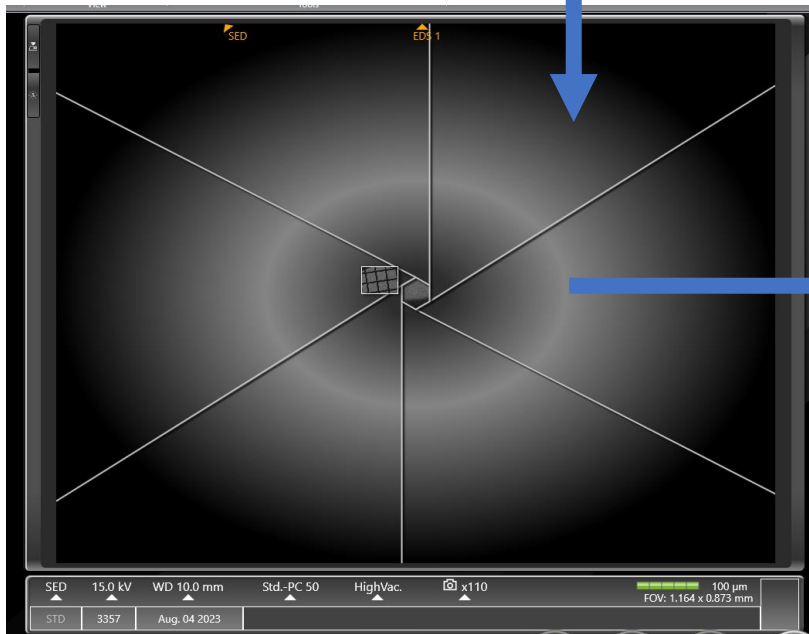 View Tools
SED EDS 1
SED 15.0 kV WD 10.0 mm Std.-PC 50 HighVac. x110 100 µm
FOV: 1.164 x 0.873 mm
STD 3357 Aug. 04 2023